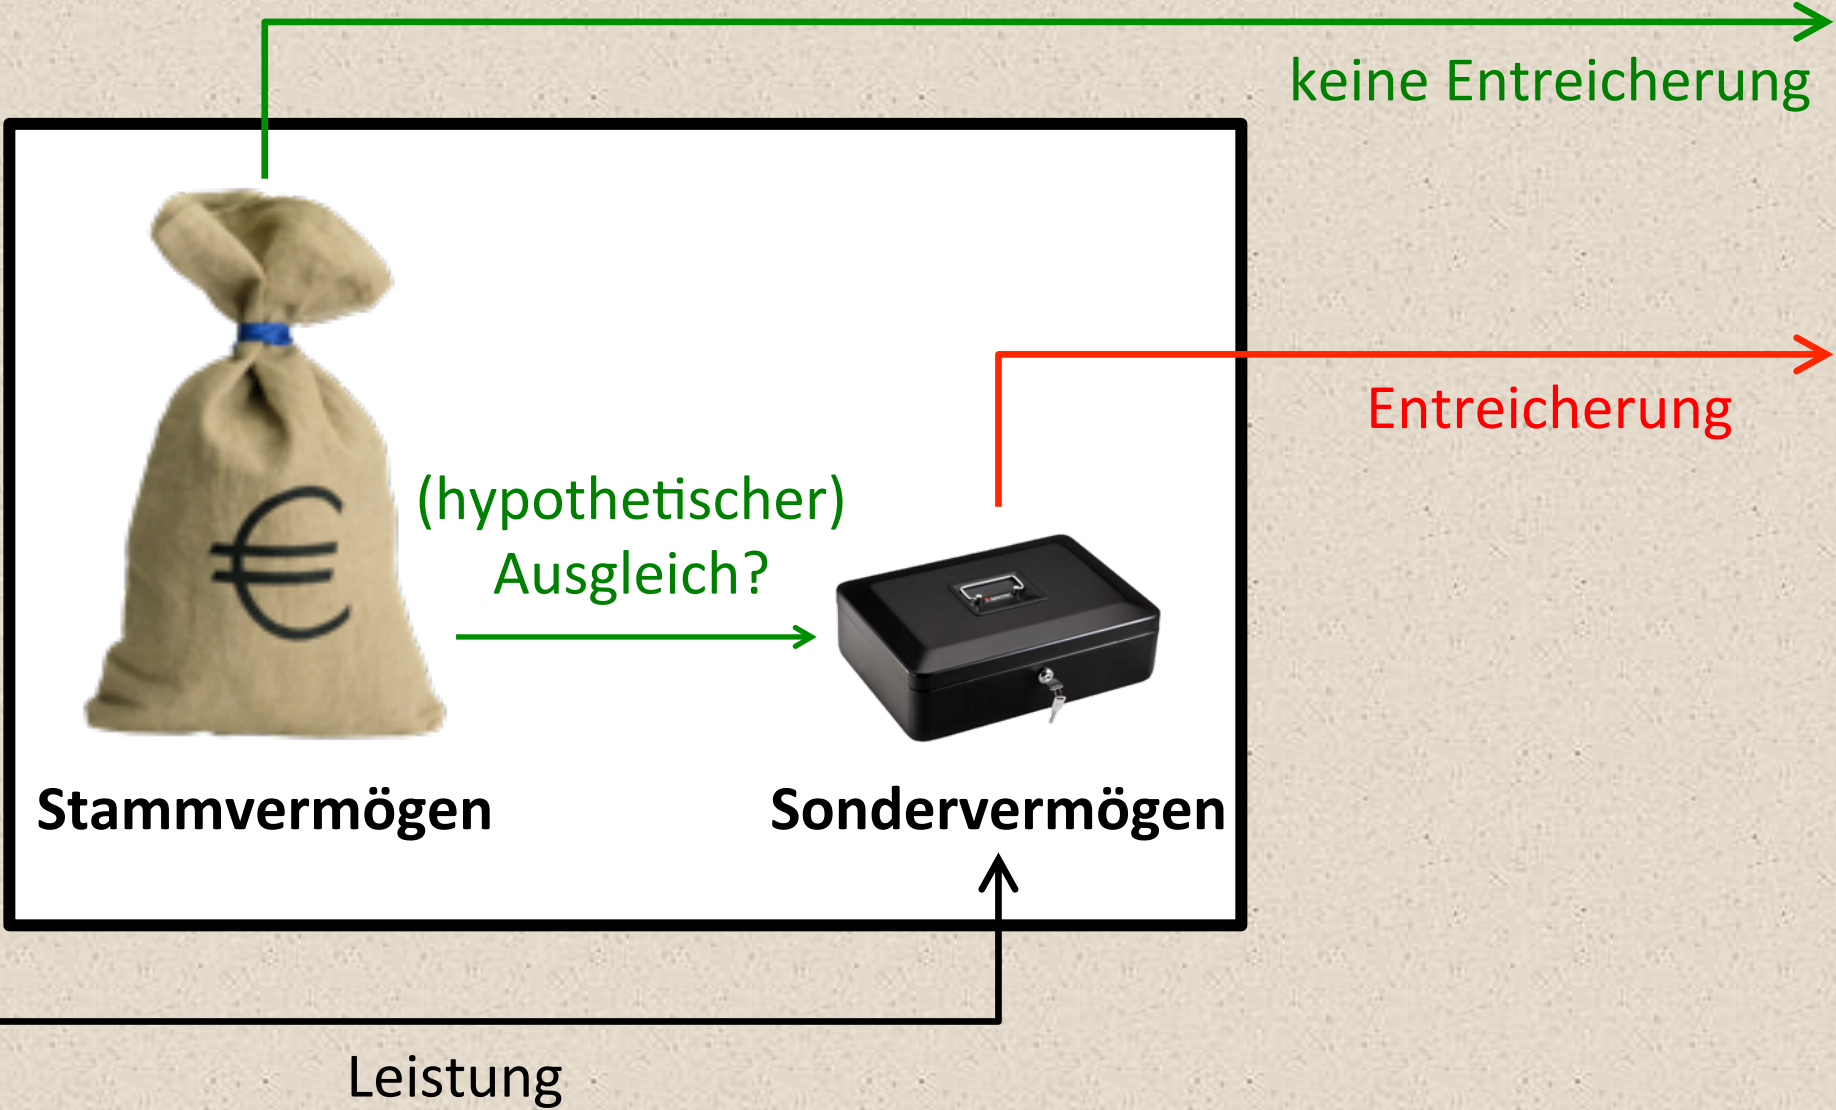 keine Entreicherung
Entreicherung
(hypothetischer)
Ausgleich?
€
Stammvermögen
Sondervermögen
Leistung